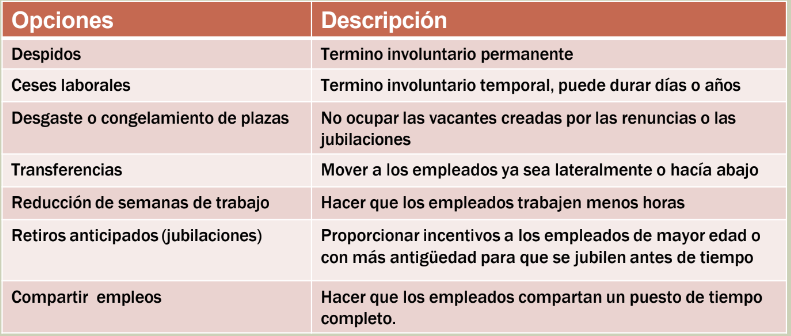 Opciones Descripción
Despidos Termino involuntario permanente
Ceses laborales Termino involuntario temporal, puede durar días o años
Desgaste o congelamiento de plazas No ocupar las vacantes creadas por las renuncias o las
jubilaciones
Transferencias Mover a los empleados ya sea lateralmente o hacía abajo
Reducción de semanas de trabajo Hacer que los empleados trabajen menos horas
Retiros anticipados (jubilaciones) Proporcionar incentivos a los empleados de mayor edad o
con más antigüedad para que se jubilen antes de tiempo
Compartir empleos Hacer que los empleados compartan un puesto de tiempo
completo.